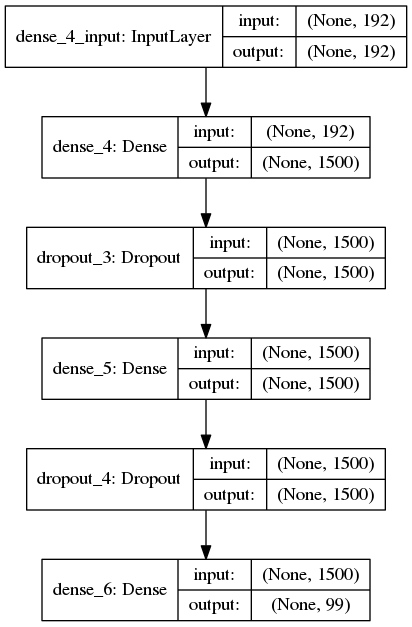 dense_4_input: InputLayer
input: (None, 192)
output: (None, 192)
dense_4: Dense
input: (None, 192)
output: (None, 1500)
dropout_3: Dropout
input: (None, 1500)
output: (None, 1500)
dense_5: Dense
input: (None, 1500)
output: (None, 1500)
dropout_4: Dropout
input: (None, 1500)
output: (None, 1500)
dense_6: Dense
input: (None, 1500)
output: (None, 99)